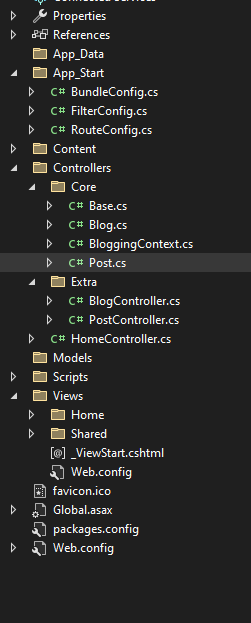 Properties
References
App_Data
App_Start
C# BundleConfig.cs
C# FilterConfig.cs
C# RouteConfig.cs
Content
Controllers
Core
C# Base.cs
C# Blog.cs
C# BloggingContext.cs
C# Post.cs
Extra
C# BlogController.cs
C# PostController.cs
C# HomeController.cs
Models
Scripts
Views
Home
Shared
[@] _ViewStart.cshtml
Web.config
favicon.ico
Global.asax
packages.config
Web.config